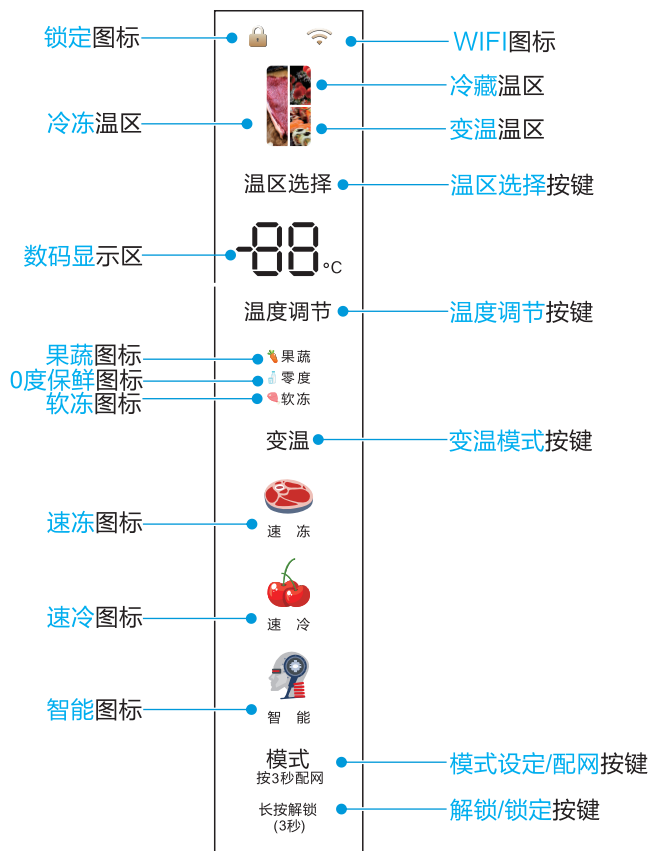 锁定图标
WIFI图标
冷藏温区
冷冻温区
变温温区
温区选择
温区选择按键
数码显示区
-88°C
温度调节
温度调节按键
果蔬图标
果蔬
0度保鲜图标
零度
软冻图标
软冻
变温
变温模式按键
速冻图标
速 冻
速冷图标
速 冷
智能图标
智 能
模式
按3秒配网
模式设定/配网按键
长按解锁
(3秒)
解锁/锁定按键